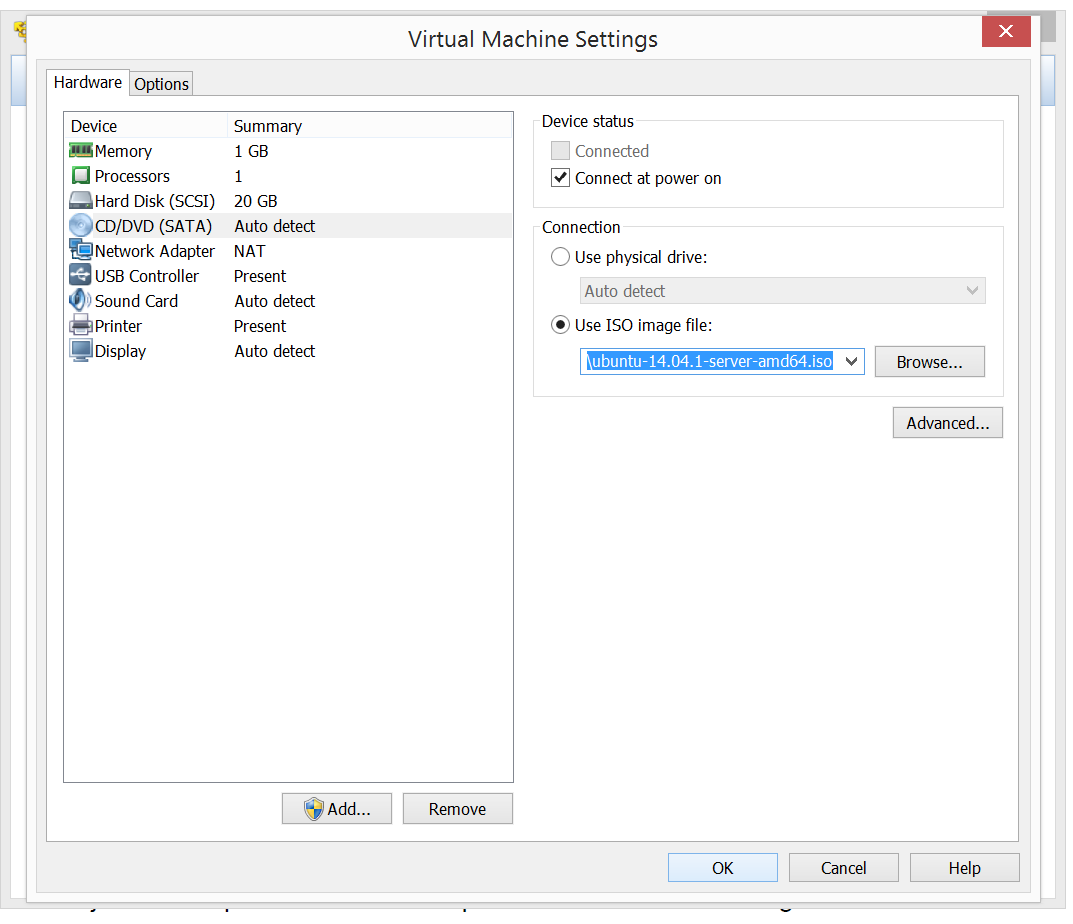 Virtual Machine Settings
Hardware Options
Device Summary
Memory 1 GB
Processors 1
Hard Disk (SCSI) 20 GB
CD/DVD (SATA) Auto detect
Network Adapter NAT
USB Controller Present
Sound Card Auto detect
Printer Present
Display Auto detect
Add... Remove
Device status
Connected
Connect at power on
Connection
Use physical drive:
Auto detect
Use ISO image file:
\ubuntu-14.04.1-server-amd64.iso
Browse...
Advanced...
OK Cancel Help